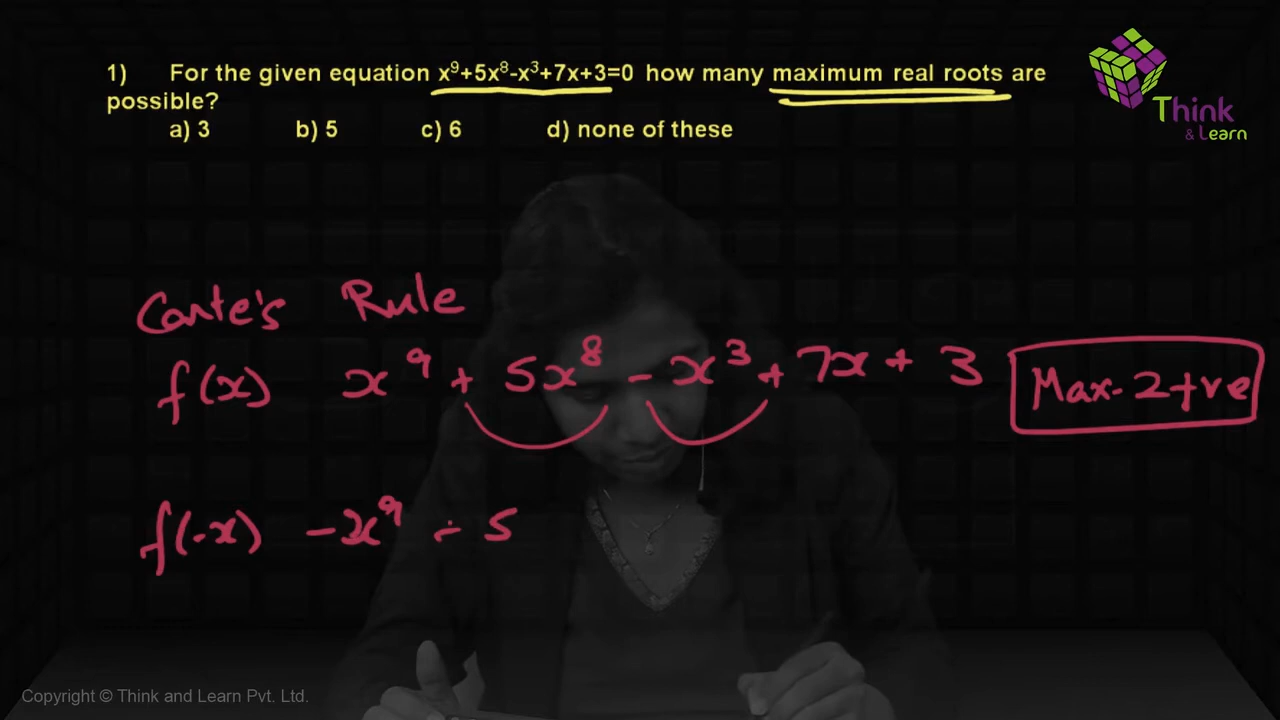 1) For the given equation x⁹+5x⁸-x³+7x+3=0 how many maximum real roots are
possible?
a) 3 b) 5 c) 6 d) none of these
Think
& Learn
Carte's Rule
f(x) x⁹ + 5x⁸ - x³ + 7x + 3
Max-2+ve
f(-x) -x⁹ ÷ 5
Copyright © Think and Learn Pvt. Ltd.